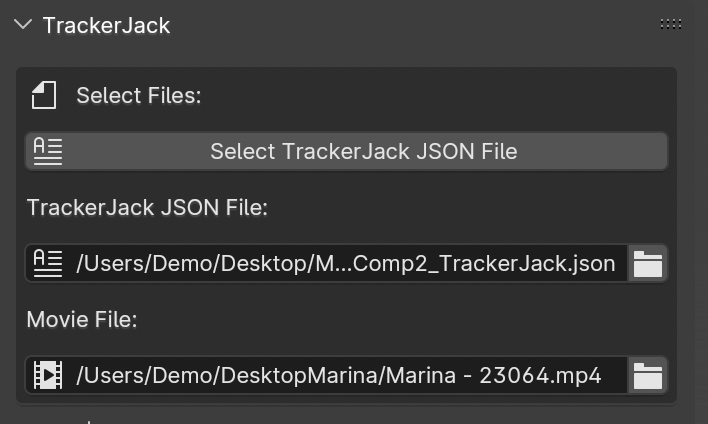 TrackerJack
Select Files:
Select TrackerJack JSON File
TrackerJack JSON File:
/Users/Demo/Desktop/M...Comp2_TrackerJack.json
Movie File:
/Users/Demo/DesktopMarina/Marina - 23064.mp4